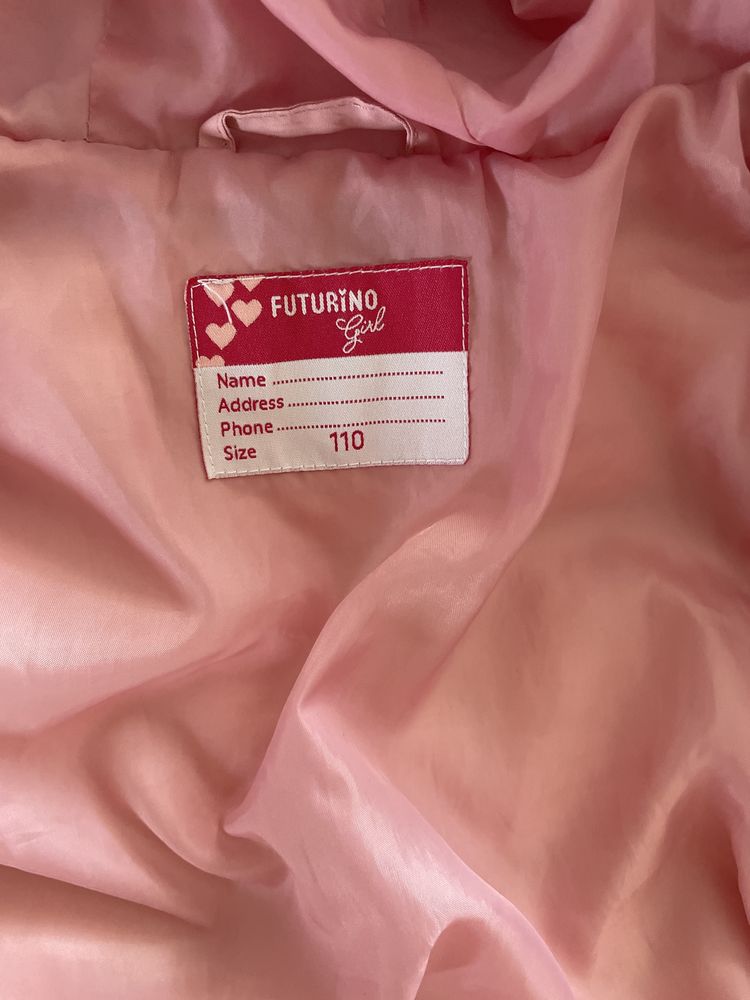 FUTURINO
Girl
Name ........................................
Address ....................................
Phone .......................................
Size 110